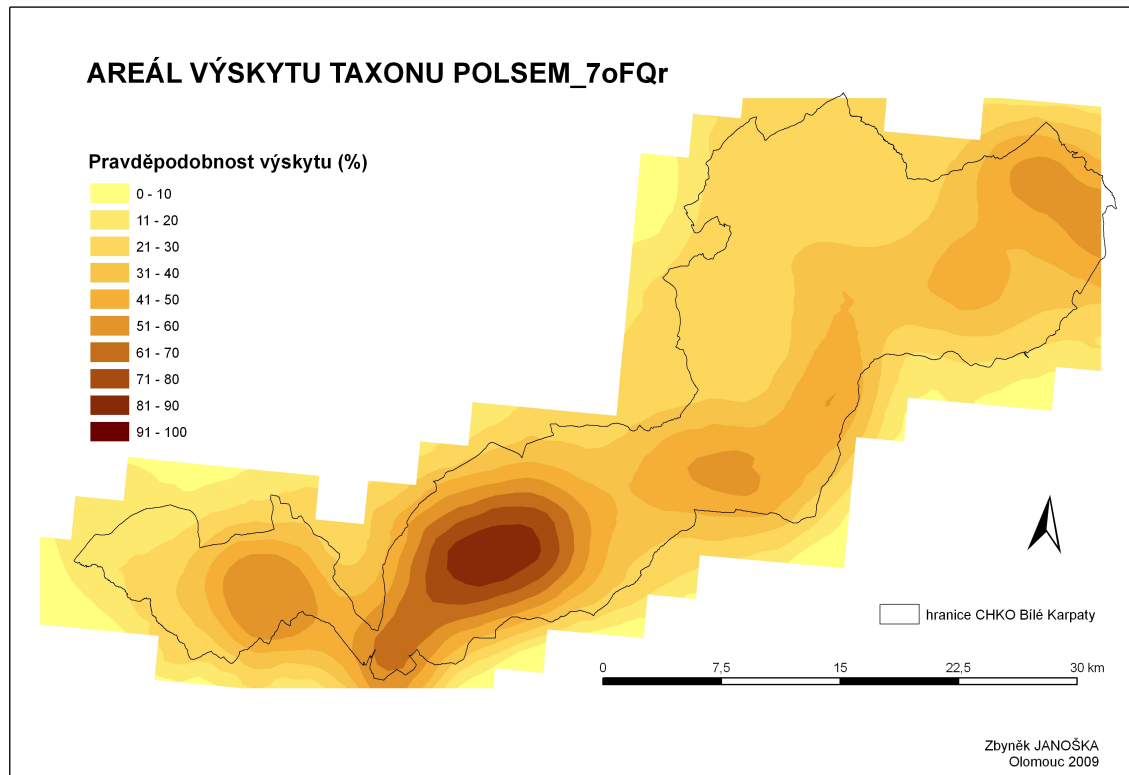 AREÁL VÝSKYTU TAXONU POLSEM_7oFQr
Pravděpodobnost výskytu (%)
0 - 10
11 - 20
21 - 30
31 - 40
41 - 50
51 - 60
61 - 70
71 - 80
81 - 90
91 - 100
hranice CHKO Bílé Karpaty
0 7,5 15 22,5 30 km
Zbyněk JANOŠKA
Olomouc 2009